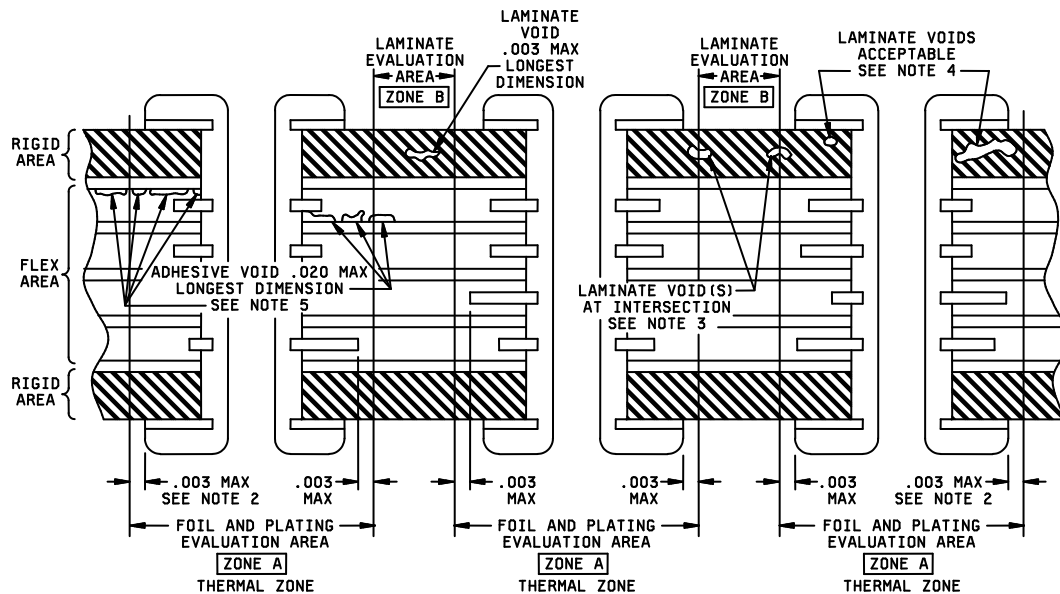 LAMINATE
VOID
.003 MAX
LONGEST
DIMENSION
LAMINATE
EVALUATION
AREA
ZONE B
LAMINATE
EVALUATION
AREA
ZONE B
LAMINATE VOIDS
ACCEPTABLE
SEE NOTE 4
RIGID
AREA
FLEX
AREA
RIGID
AREA
ADHESIVE VOID .020 MAX
LONGEST DIMENSION
SEE NOTE 5
LAMINATE VOID(S)
AT INTERSECTION
SEE NOTE 3
.003 MAX
SEE NOTE 2
.003
MAX
.003
MAX
.003
MAX
.003
MAX
.003 MAX
SEE NOTE 2
FOIL AND PLATING
EVALUATION AREA
ZONE A
THERMAL ZONE
FOIL AND PLATING
EVALUATION AREA
ZONE A
THERMAL ZONE
FOIL AND PLATING
EVALUATION AREA
ZONE A
THERMAL ZONE